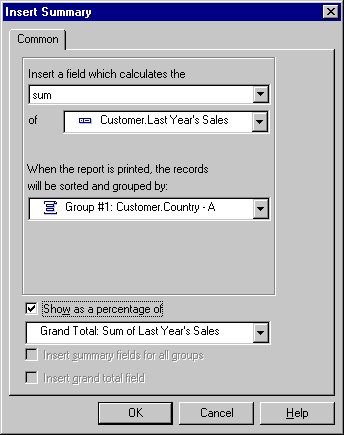 Insert Summary
Common
Insert a field which calculates the
sum
of
Customer.Last Year's Sales
When the report is printed, the records
will be sorted and grouped by:
Group #1: Customer.Country - A
Show as a percentage of
Grand Total: Sum of Last Year's Sales
Insert summary fields for all groups
Insert grand total field
OK
Cancel
Help